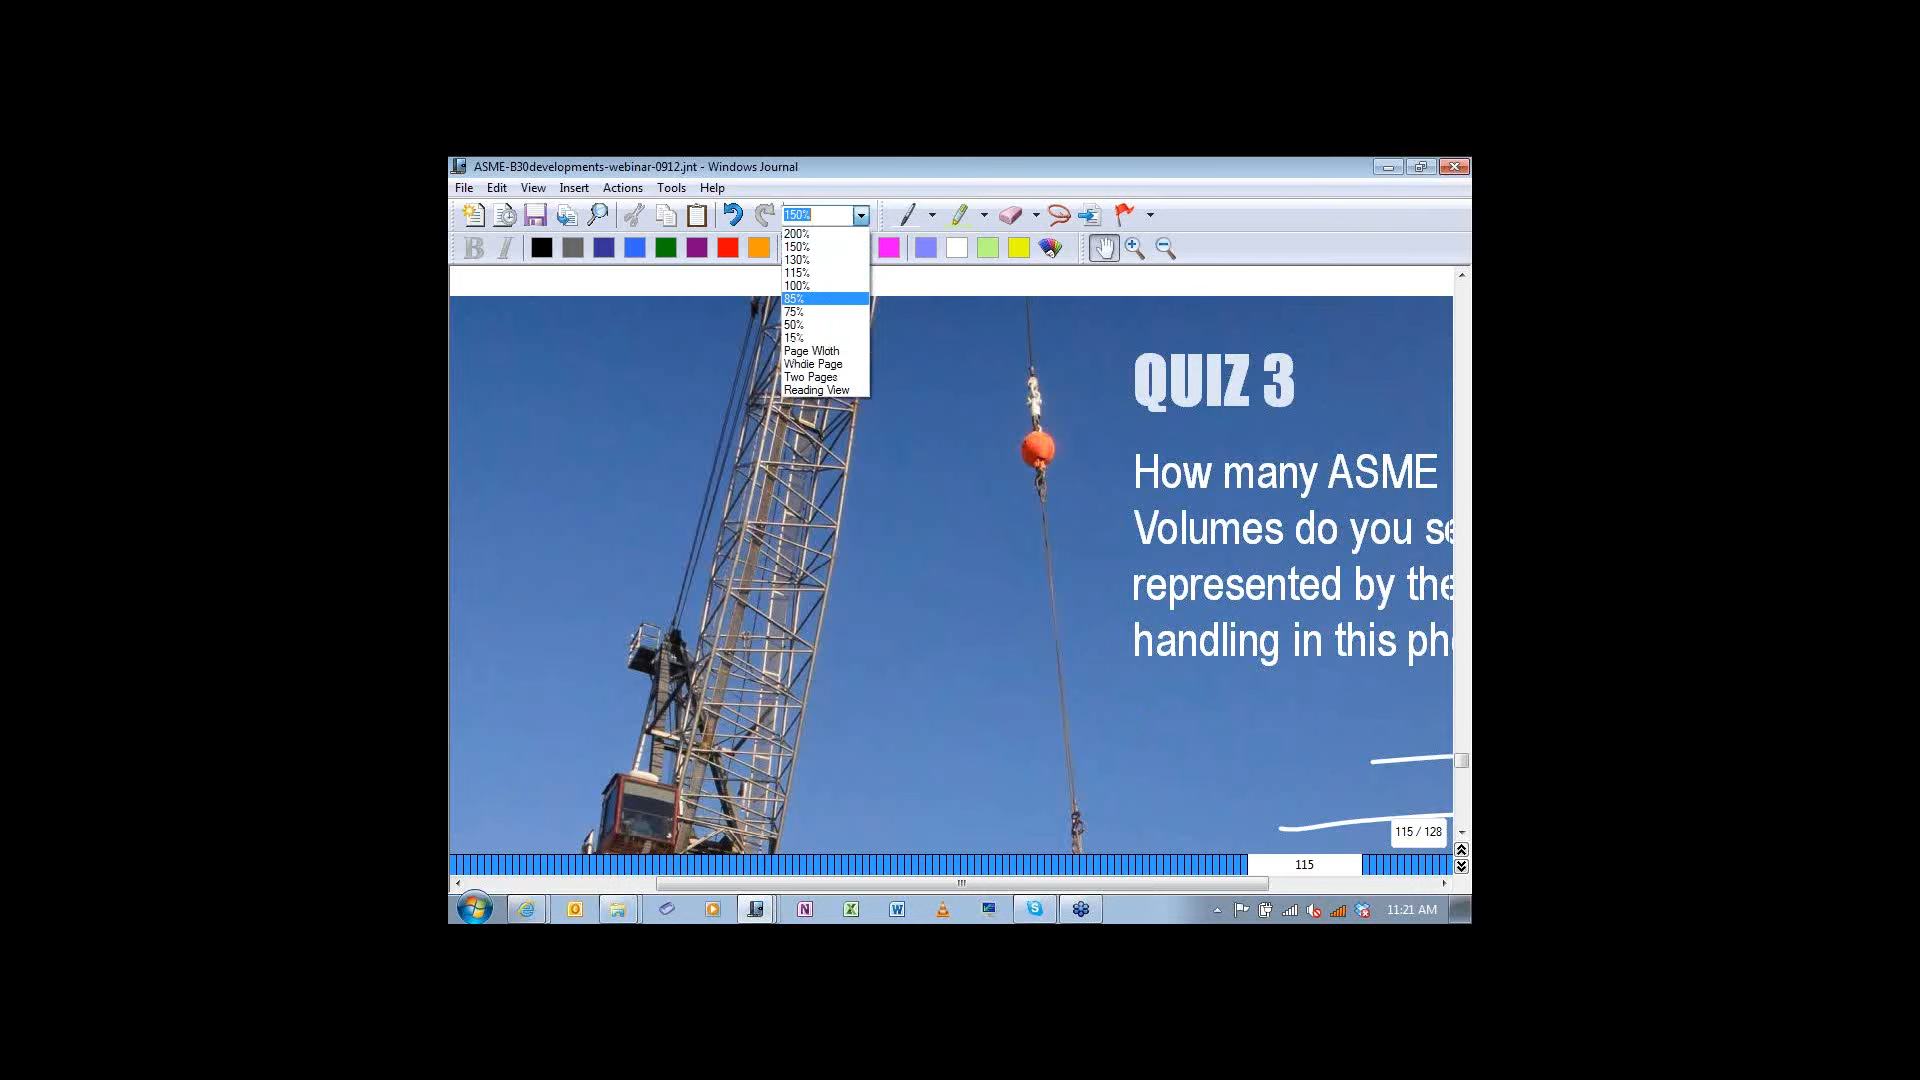 ASME-B30developments-webinar-0912.jnt - Windows Journal
File Edit View Insert Actions Tools Help
150%
B I
200%
150%
130%
115%
100%
85%
75%
50%
15%
Page Width
Whole Page
Two Pages
Reading View
QUIZ 3
How many ASME
Volumes do you se
represented by the
handling in this pho
115 / 128
115
11:21 AM